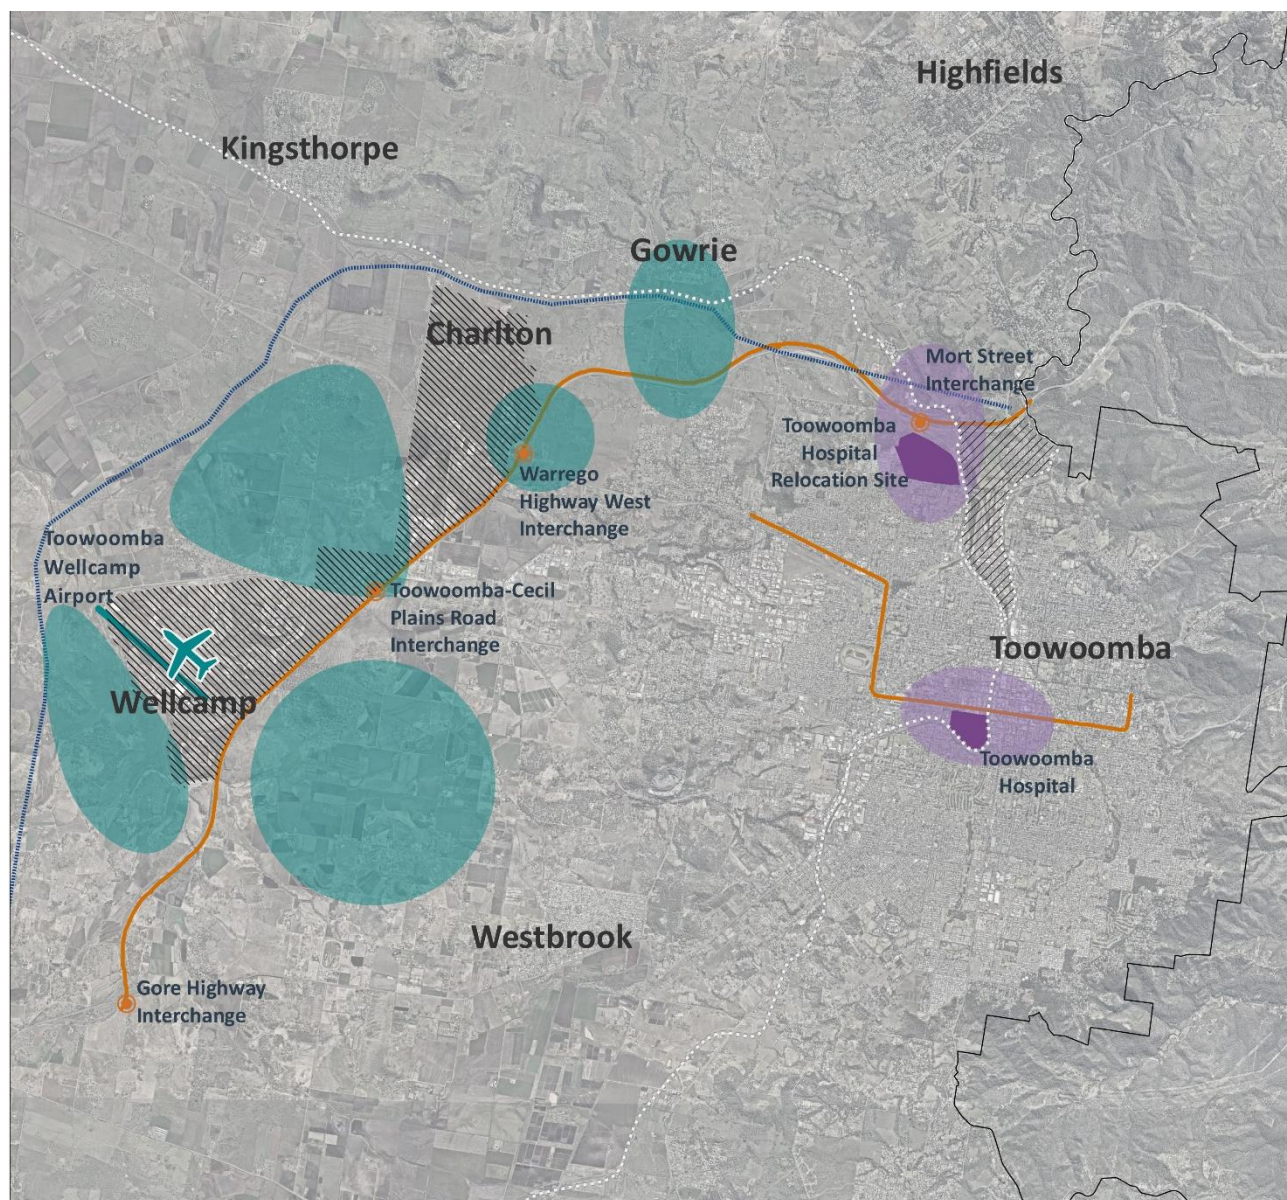 Highfields
Kingsthorpe
Gowrie
Charlton
Mort Street
Interchange
Toowoomba
Hospital
Relocation Site
Warrego
Highway West
Interchange
Toowoomba
Wellcamp
Airport
Toowoomba-Cecil
Plains Road
Interchange
Toowoomba
Wellcamp
Toowoomba
Hospital
Westbrook
Gore Highway
Interchange